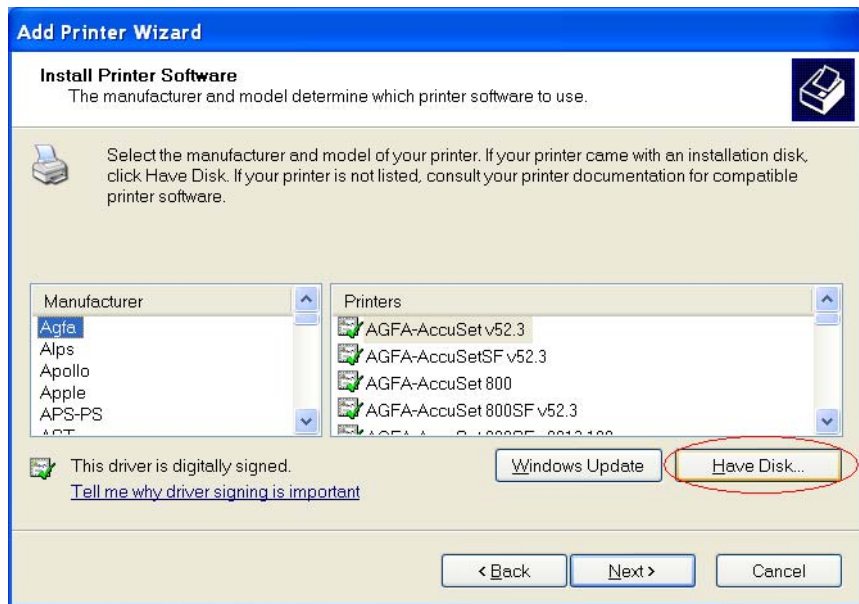 Add Printer Wizard
Install Printer Software
The manufacturer and model determine which printer software to use.
Select the manufacturer and model of your printer. If your printer came with an installation disk,
click Have Disk. If your printer is not listed, consult your printer documentation for compatible
printer software.
Manufacturer
Agfa
Alps
Apollo
Apple
APS-PS
Printers
AGFA-AccuSet v52.3
AGFA-AccuSetSF v52.3
AGFA-AccuSet 800
AGFA-AccuSet 800SF v52.3
This driver is digitally signed.
Tell me why driver signing is important
Windows Update
Have Disk...
< Back
Next >
Cancel